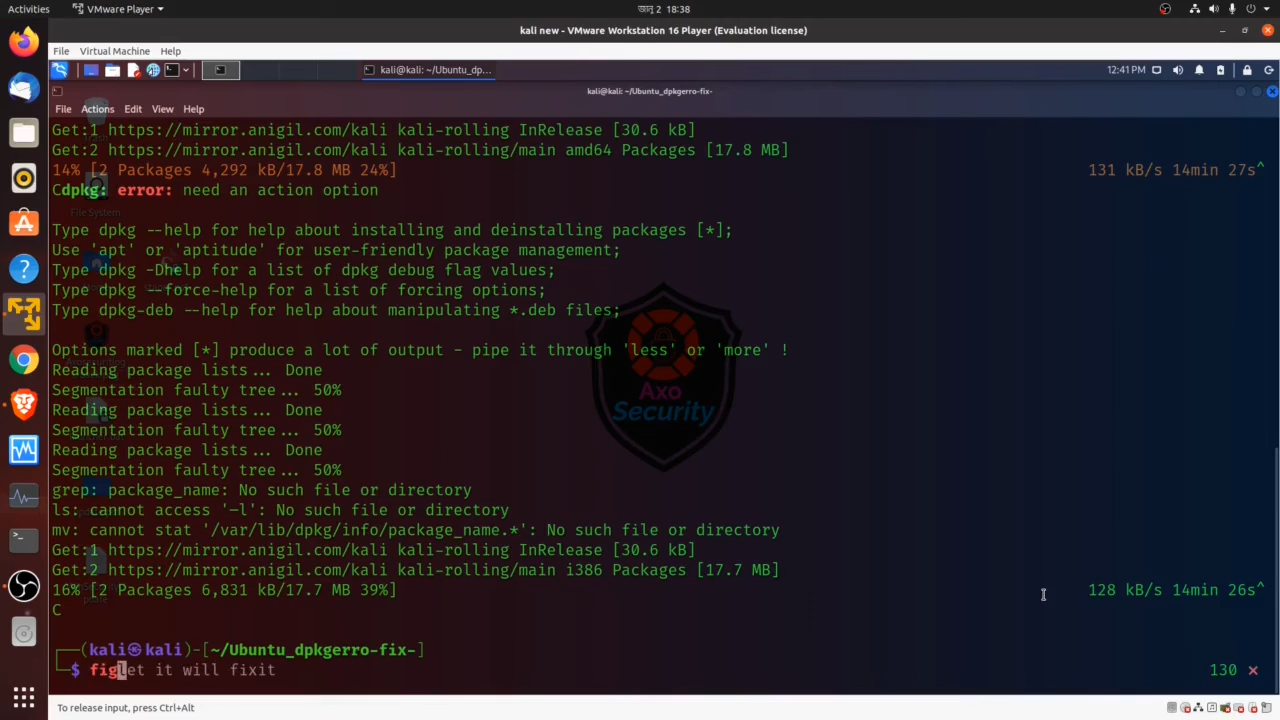 Activities
VMware Player
জানু 2 18:38
kali new - VMware Workstation 16 Player (Evaluation license)
File Virtual Machine Help
kali@kali: ~/Ubuntu_dp...
12:41 PM
kali@kali: ~/Ubuntu_dpkgerro-fix-
File Actions Edit View Help
Get:1 https://mirror.anigil.com/kali kali-rolling InRelease [30.6 kB]
Get:2 https://mirror.anigil.com/kali kali-rolling/main amd64 Packages [17.8 MB]
14% [2 Packages 4,292 kB/17.8 MB 24%] 131 kB/s 14min 27s^
Cdpkg: error: need an action option
File System
Type dpkg --help for help about installing and deinstalling packages [*];
Use 'apt' or 'aptitude' for user-friendly package management;
Type dpkg -Dhelp for a list of dpkg debug flag values;
Type dpkg --force-help for a list of forcing options;
Type dpkg-deb --help for help about manipulating *.deb files;
Options marked [*] produce a lot of output - pipe it through 'less' or 'more' !
Reading package lists... Done
Segmentation faulty tree... 50%
Reading package lists... Done
Segmentation faulty tree... 50%
Reading package lists... Done
Segmentation faulty tree... 50%
Axo
Security
grep: package_name: No such file or directory
ls: cannot access '–l': No such file or directory
mv: cannot stat '/var/lib/dpkg/info/package_name.*': No such file or directory
Get:1 https://mirror.anigil.com/kali kali-rolling InRelease [30.6 kB]
Get:2 https://mirror.anigil.com/kali kali-rolling/main i386 Packages [17.7 MB]
16% [2 Packages 6,831 kB/17.7 MB 39%] 128 kB/s 14min 26s^
C
┌──(kali㉿kali)-[~/Ubuntu_dpkgerro-fix-]
└─$ figlet it will fixit 130 ⨯
To release input, press Ctrl+Alt